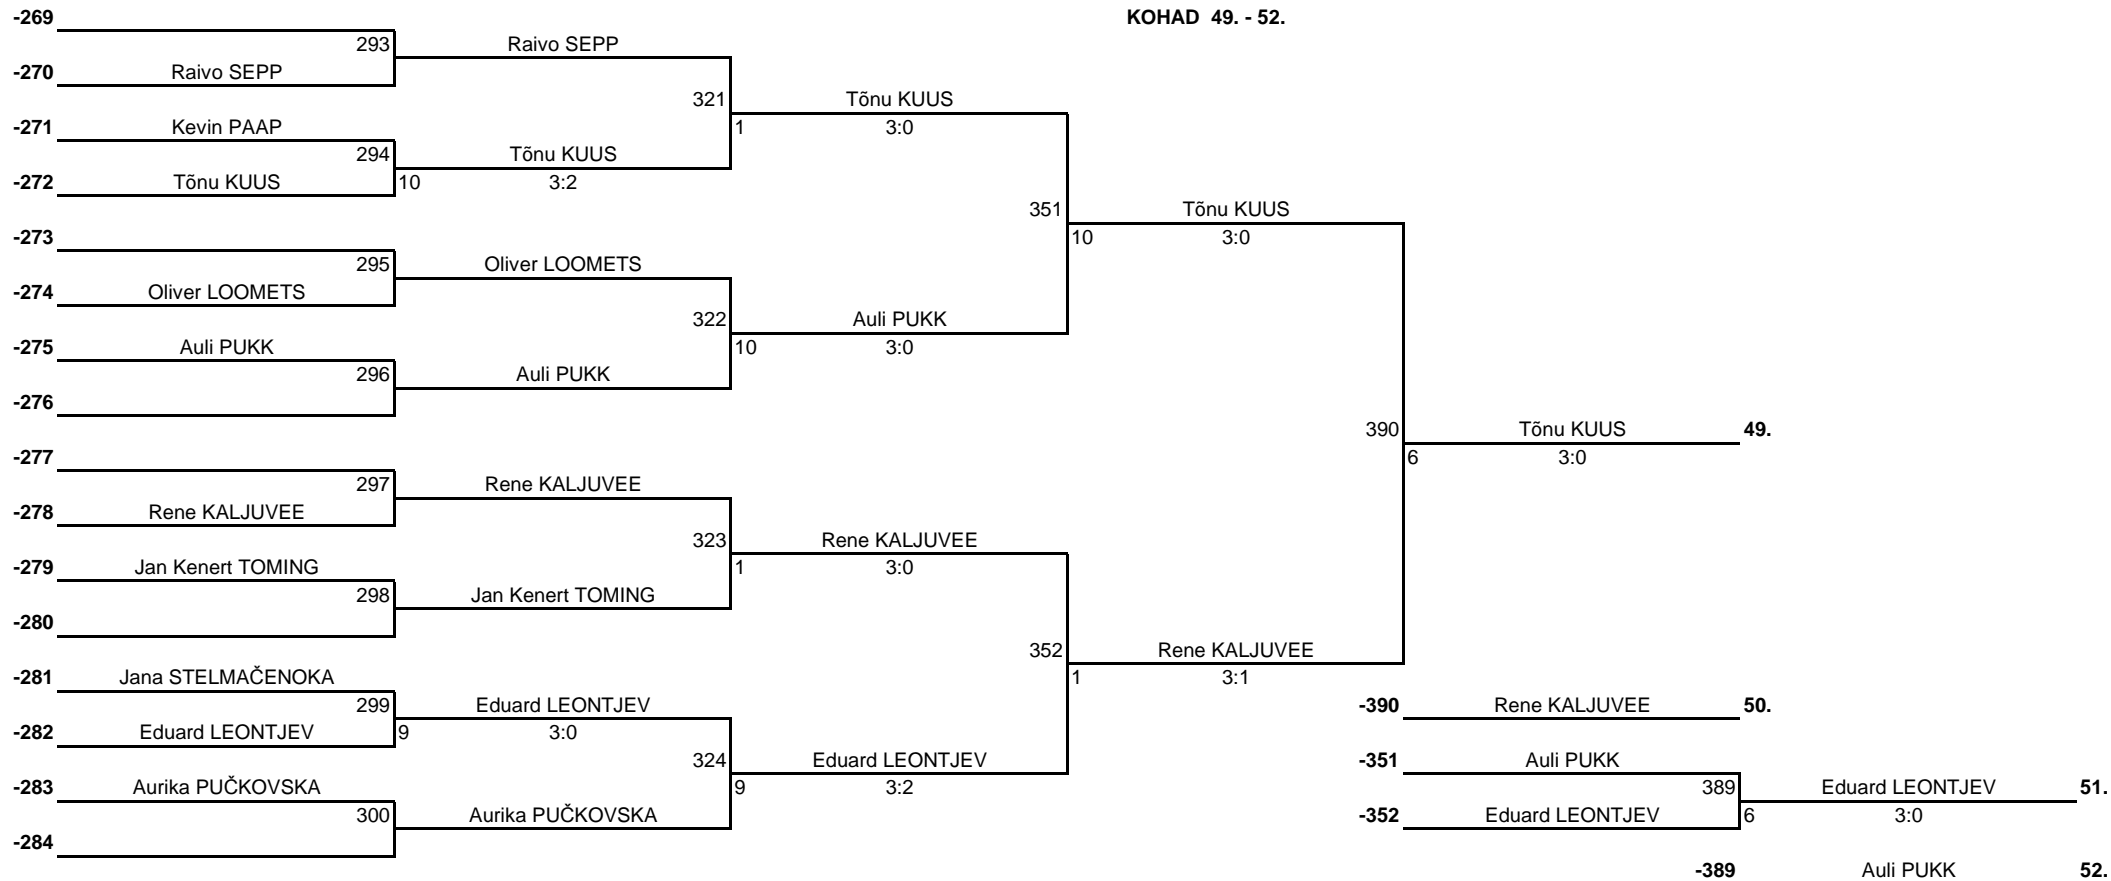 -269 KOHAD 49. - 52.
293 Raivo SEPP
-270 Raivo SEPP
321 Tõnu KUUS
-271 Kevin PAAP 1 3:0
294 Tõnu KUUS
-272 Tõnu KUUS 10 3:2
351 Tõnu KUUS
-273 10 3:0
295 Oliver LOOMETS
-274 Oliver LOOMETS
322 Auli PUKK
-275 Auli PUKK 10 3:0
296 Auli PUKK
-276
390 Tõnu KUUS 49.
-277 6 3:0
297 Rene KALJUVEE
-278 Rene KALJUVEE
323 Rene KALJUVEE
-279 Jan Kenert TOMING 1 3:0
298 Jan Kenert TOMING
-280
352 Rene KALJUVEE
-281 Jana STELMAČENOKA 1 3:1
299 Eduard LEONTJEV -390 Rene KALJUVEE 50.
-282 Eduard LEONTJEV 9 3:0
324 Eduard LEONTJEV -351 Auli PUKK
-283 Aurika PUČKOVSKA 9 3:2 389 Eduard LEONTJEV 51.
300 Aurika PUČKOVSKA -352 Eduard LEONTJEV 6 3:0
-284
-389 Auli PUKK 52.